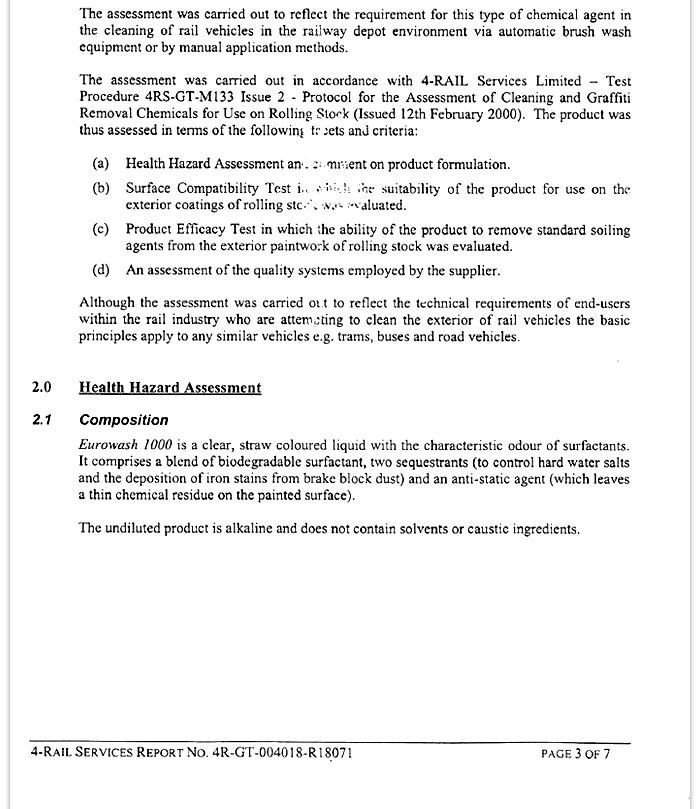 The assessment was carried out to reflect the requirement for this type of chemical agent in
the cleaning of rail vehicles in the railway depot environment via automatic brush wash
equipment or by manual application methods.
The assessment was carried out in accordance with 4-RAIL Services Limited – Test
Procedure 4RS-GT-M133 Issue 2 - Protocol for the Assessment of Cleaning and Graffiti
Removal Chemicals for Use on Rolling Stock (Issued 12th February 2000). The product was
thus assessed in terms of the following and criteria:
(a) Health Hazard Assessment on product formulation.
(b) Surface Compatibility Test the suitability of the product for use on the
exterior coatings of rolling evaluated.
(c) Product Efficacy Test in which the ability of the product to remove standard soiling
agents from the exterior paintwork of rolling stock was evaluated.
(d) An assessment of the quality systems employed by the supplier.
Although the assessment was carried out to reflect the technical requirements of end-users
within the rail industry who are attempting to clean the exterior of rail vehicles the basic
principles apply to any similar vehicles e.g. trams, buses and road vehicles.
2.0 Health Hazard Assessment
2.1 Composition
Eurowash 1000 is a clear, straw coloured liquid with the characteristic odour of surfactants.
It comprises a blend of biodegradable surfactant, two sequestrants (to control hard water salts
and the deposition of iron stains from brake block dust) and an anti-static agent (which leaves
a thin chemical residue on the painted surface).
The undiluted product is alkaline and does not contain solvents or caustic ingredients.
4-RAIL SERVICES REPORT NO. 4R-GT-004018-R18071 PAGE 3 OF 7